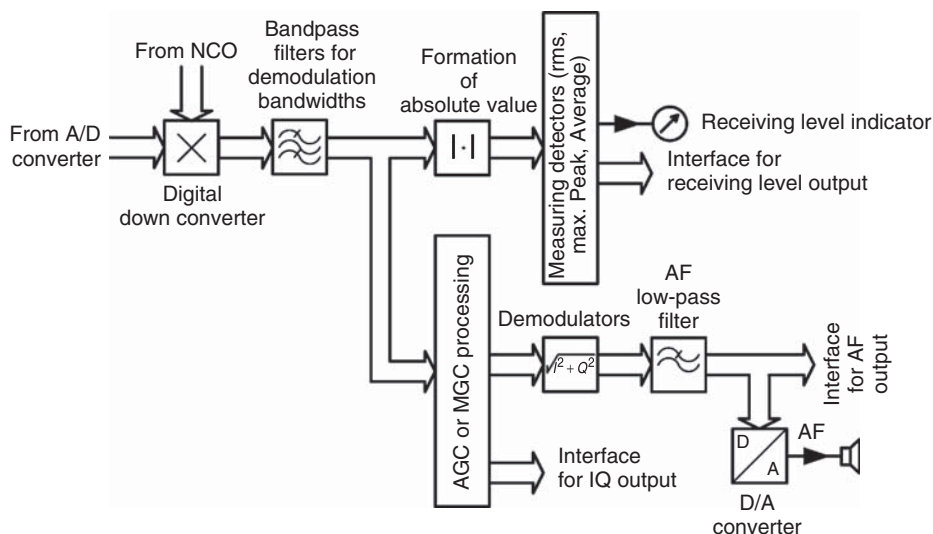 From NCO
Bandpass
filters for
demodulation
bandwidths
Formation
of
absolute value
Measuring detectors (rms,
max. Peak, Average)
From A/D
converter
Digital
down converter
|·|
Receiving level indicator
Interface for
receiving level output
AGC or MGC processing
Demodulators
√I² + Q²
AF
low-pass
filter
Interface
for AF
output
Interface
for IQ output
D
A
AF
D/A
converter